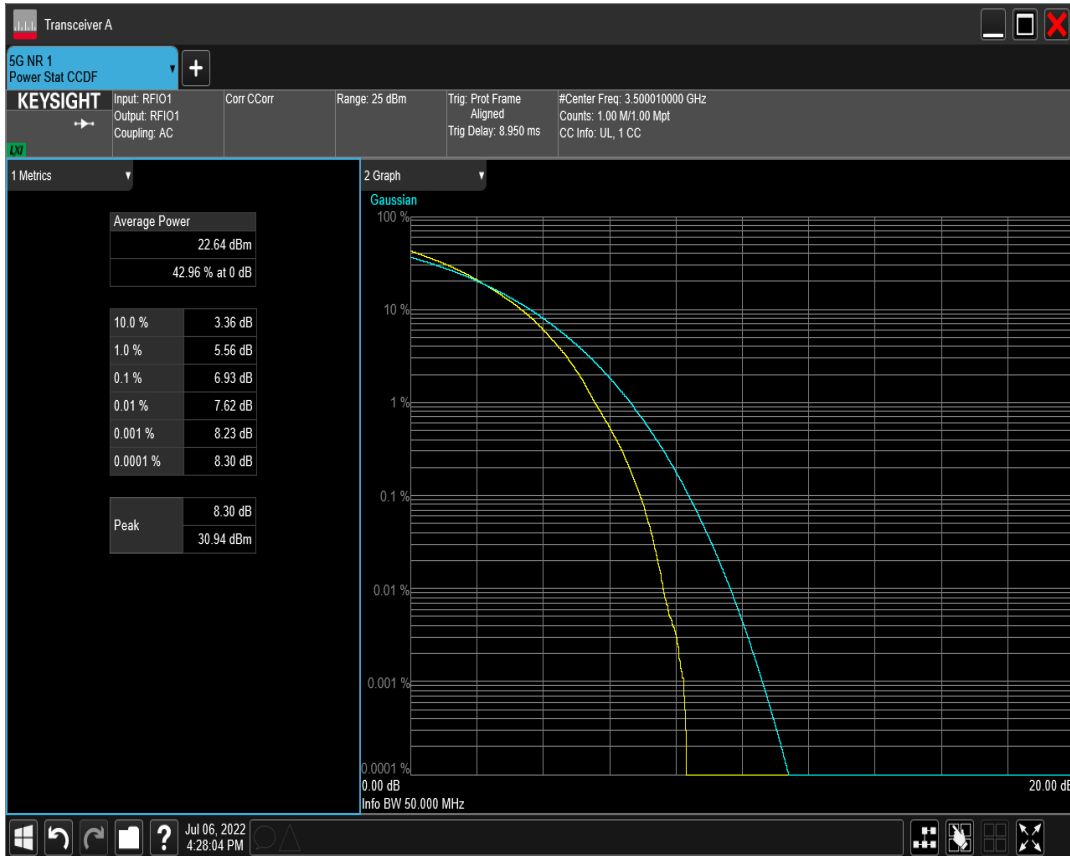 Transceiver A
5G NR 1
Power Stat CCDF
KEYSIGHT
LXI
Input: RFIO1
Output: RFIO1
Coupling: AC
Corr CCorr
Range: 25 dBm
Trig: Prot Frame
Aligned
Trig Delay: 8.950 ms
#Center Freq: 3.500010000 GHz
Counts: 1.00 M/1.00 Mpt
CC Info: UL, 1 CC
1 Metrics
Average Power
22.64 dBm
42.96 % at 0 dB
10.0 % 3.36 dB
1.0 % 5.56 dB
0.1 % 6.93 dB
0.01 % 7.62 dB
0.001 % 8.23 dB
0.0001 % 8.30 dB
Peak
8.30 dB
30.94 dBm
2 Graph
Gaussian
100 %
10 %
1 %
0.1 %
0.01 %
0.001 %
0.0001 %
0.00 dB 20.00 dB
Info BW 50.000 MHz
?
Jul 06, 2022
4:28:04 PM